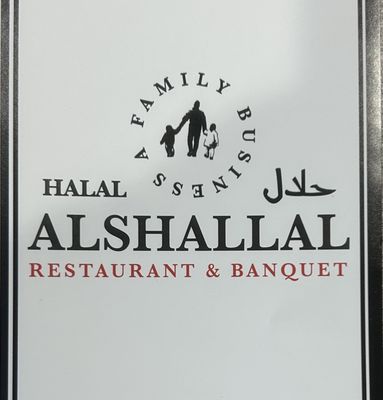 A FAMILY BUSINESS
HALAL حلال
ALSHALLAL
RESTAURANT & BANQUET